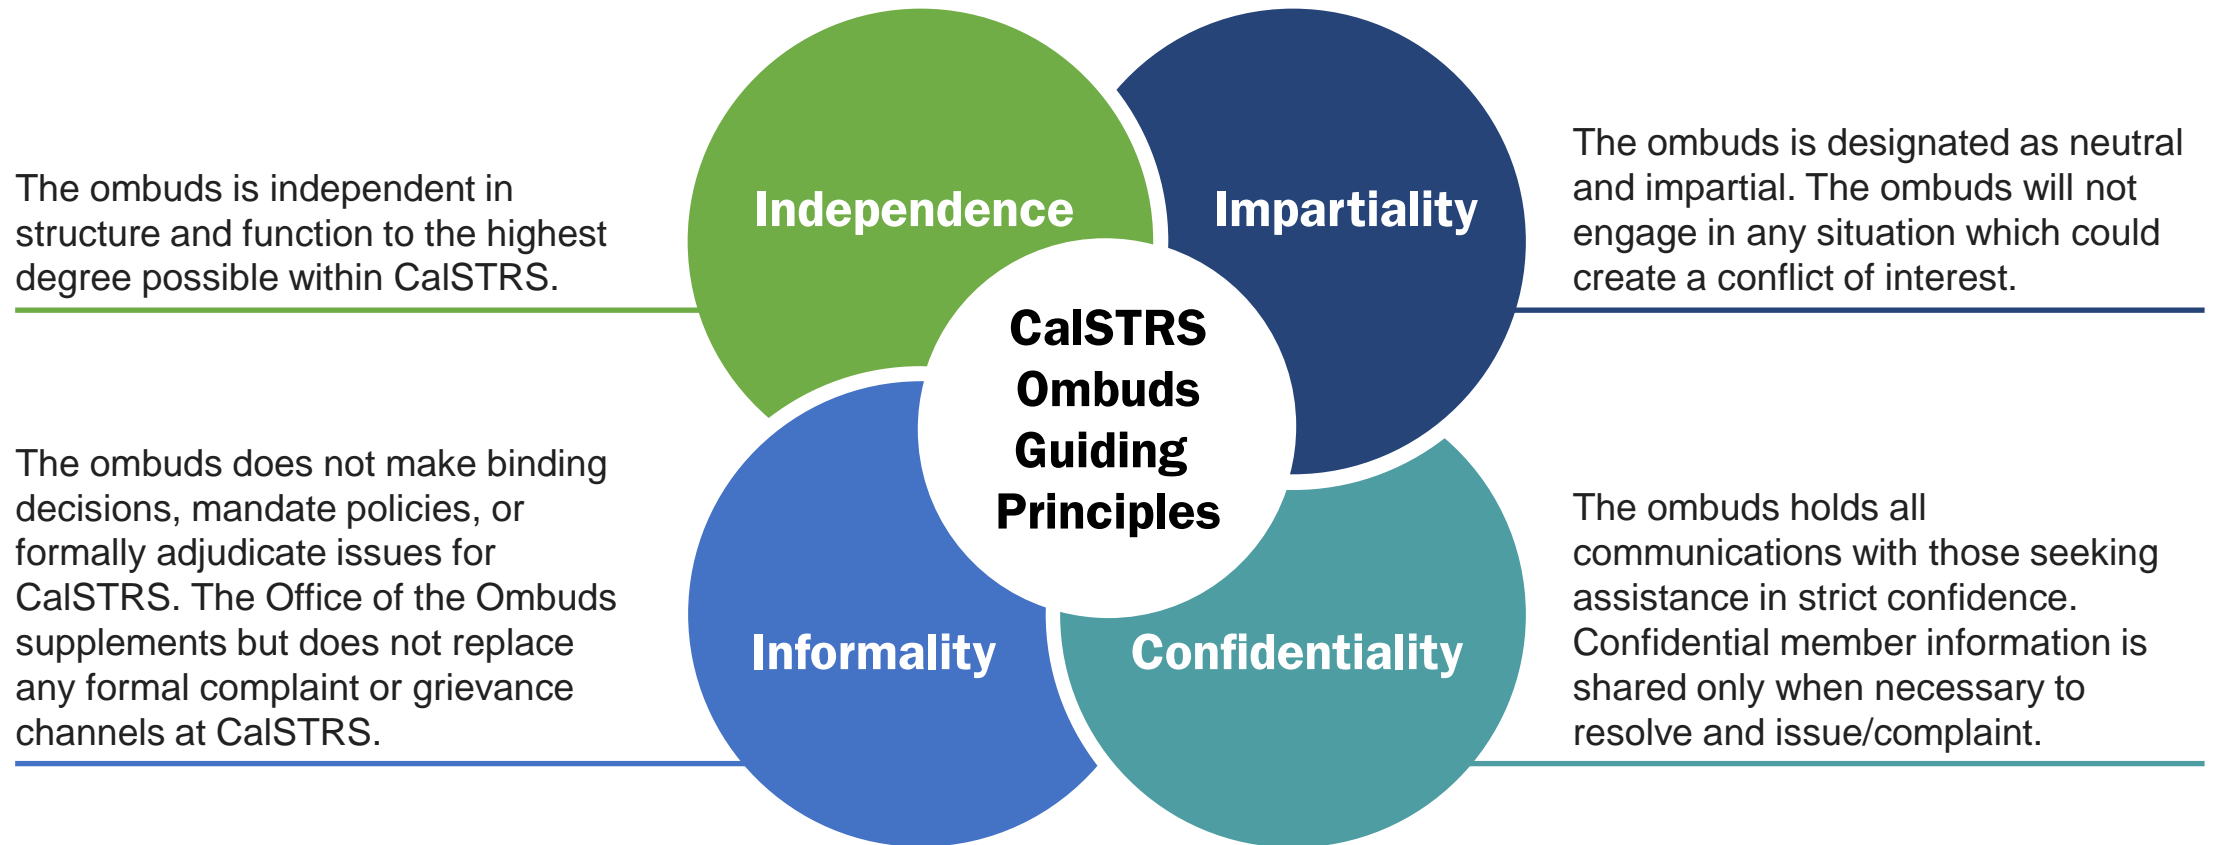 The ombuds is independent in
structure and function to the highest
degree possible within CalSTRS.
Independence
Impartiality
The ombuds is designated as neutral
and impartial. The ombuds will not
engage in any situation which could
create a conflict of interest.
CalSTRS
Ombuds
Guiding
Principles
The ombuds does not make binding
decisions, mandate policies, or
formally adjudicate issues for
CalSTRS. The Office of the Ombuds
supplements but does not replace
any formal complaint or grievance
channels at CalSTRS.
Informality
Confidentiality
The ombuds holds all
communications with those seeking
assistance in strict confidence.
Confidential member information is
shared only when necessary to
resolve and issue/complaint.